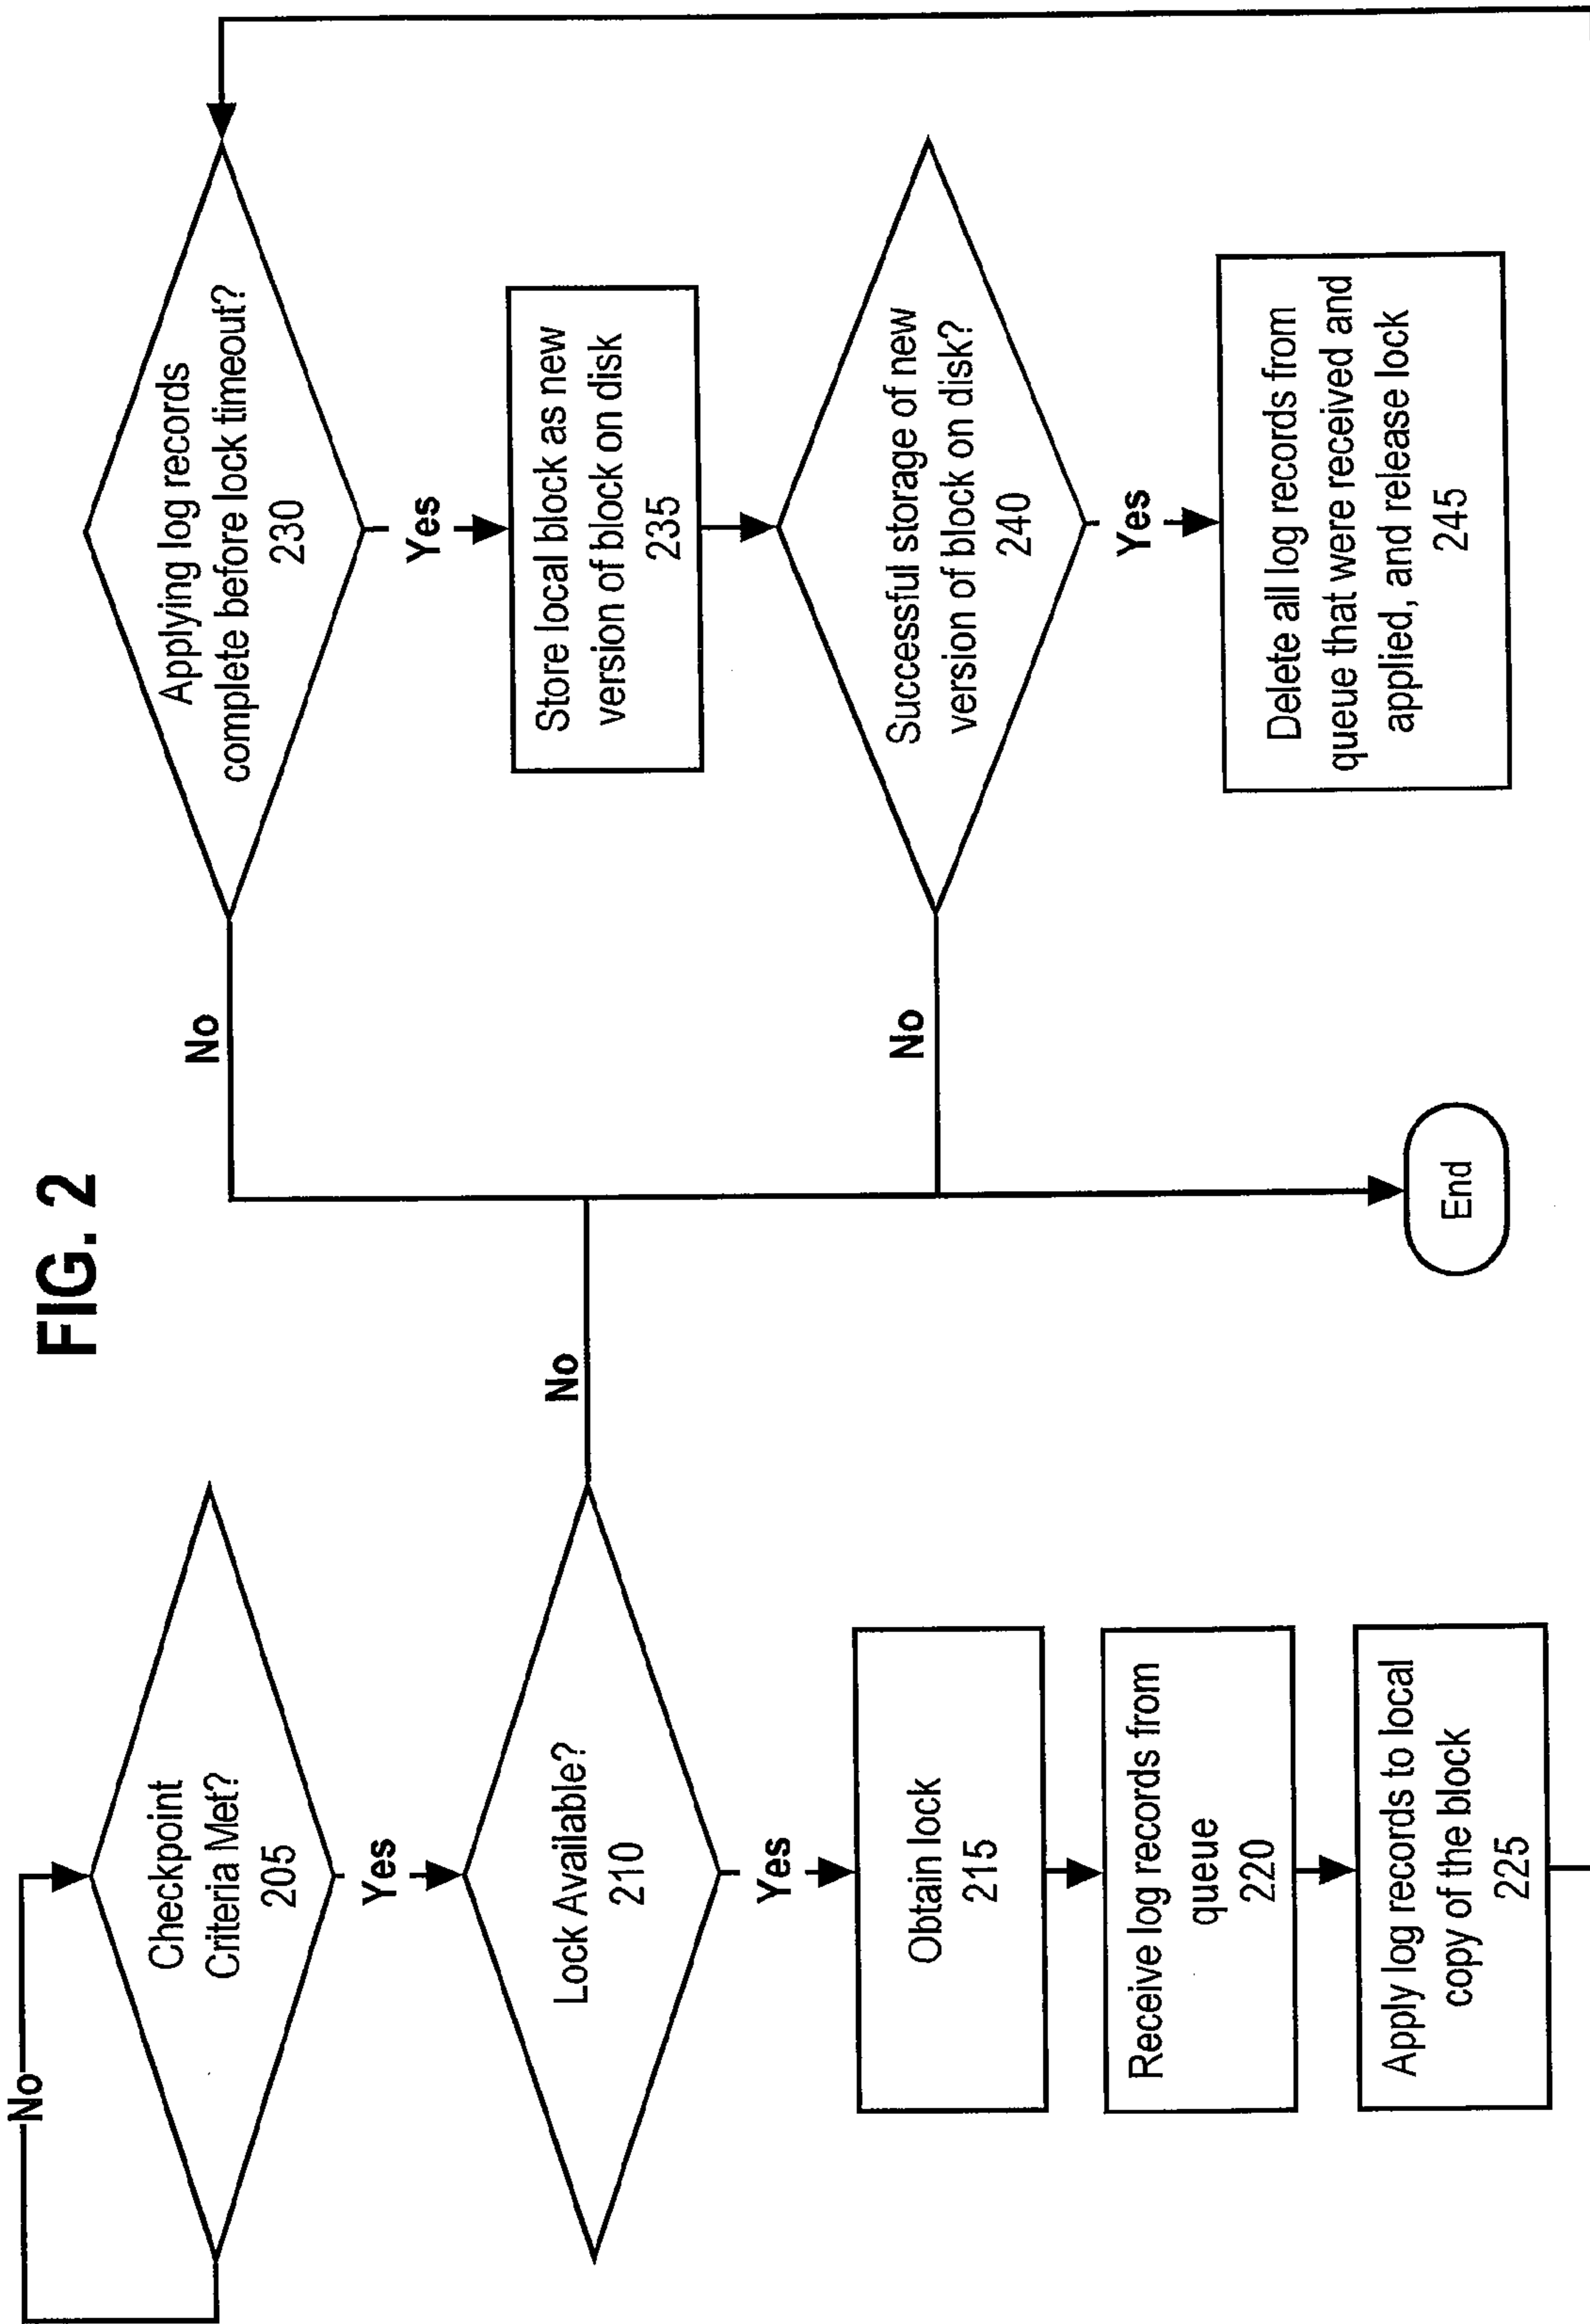 FIG. 2
No
Checkpoint
Criteria Met?
205
Yes
Lock Available?
210
No
Yes
Obtain lock
215
Receive log records from
queue
220
Apply log records to local
copy of the block
225
Applying log records
complete before lock timeout?
230
No
Yes
Store local block as new
version of block on disk
235
Successful storage of new
version of block on disk?
240
No
Yes
Delete all log records from
queue that were received and
applied, and release lock
245
End